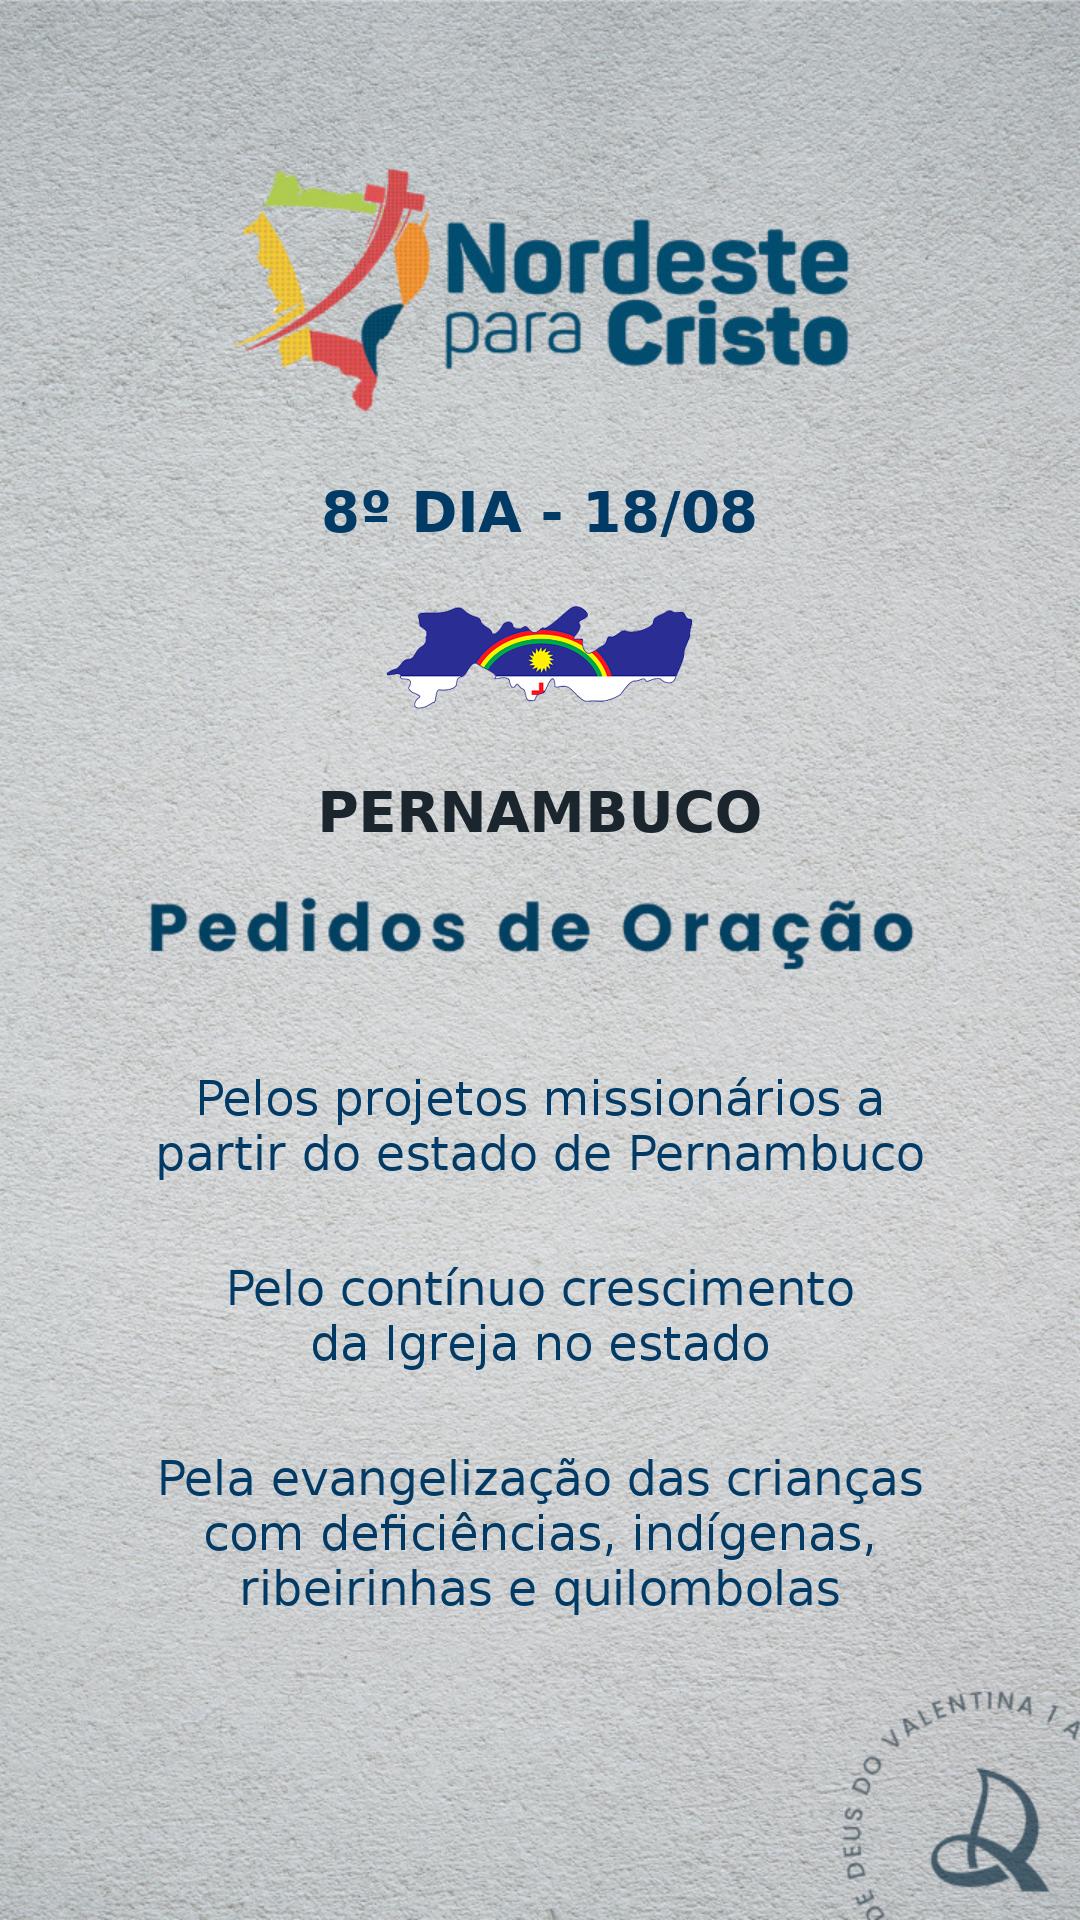 Nordeste
para Cristo
8º DIA - 18/08
PERNAMBUCO
Pedidos de Oração
Pelos projetos missionários a
partir do estado de Pernambuco
Pelo contínuo crescimento
da Igreja no estado
Pela evangelização das crianças
com deficiências, indígenas,
ribeirinhas e quilombolas
DE DEUS DO VALENTINA